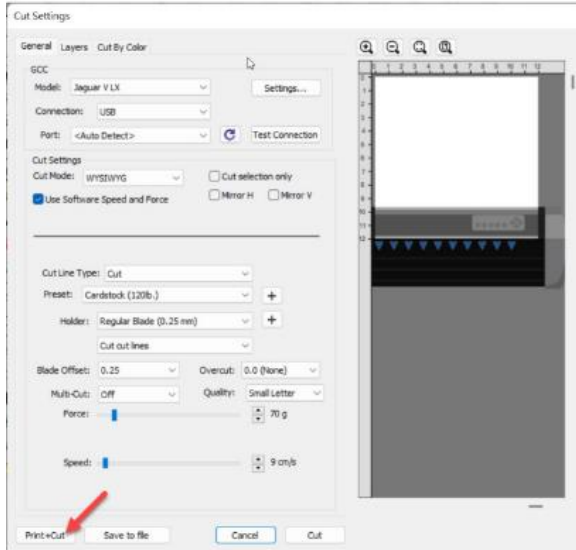 Cut Settings
General Layers Cut By Color
GCC
Model: Jaguar V LX Settings...
Connection: USB
Port: <Auto Detect> Test Connection
Cut Settings
Cut Mode: WYSIWYG Cut selection only
Use Software Speed and Force Mirror H Mirror V
Cut Line Type: Cut
Preset: Cardstock (120lb.) +
Holder: Regular Blade (0.25 mm) +
Cut cut lines
Blade Offset: 0.25 Overcut: 0.0 (None)
Multi-Cut: Off Quality: Small Letter
Force: 70 g
Speed: 9 cm/s
Print+Cut Save to file Cancel Cut